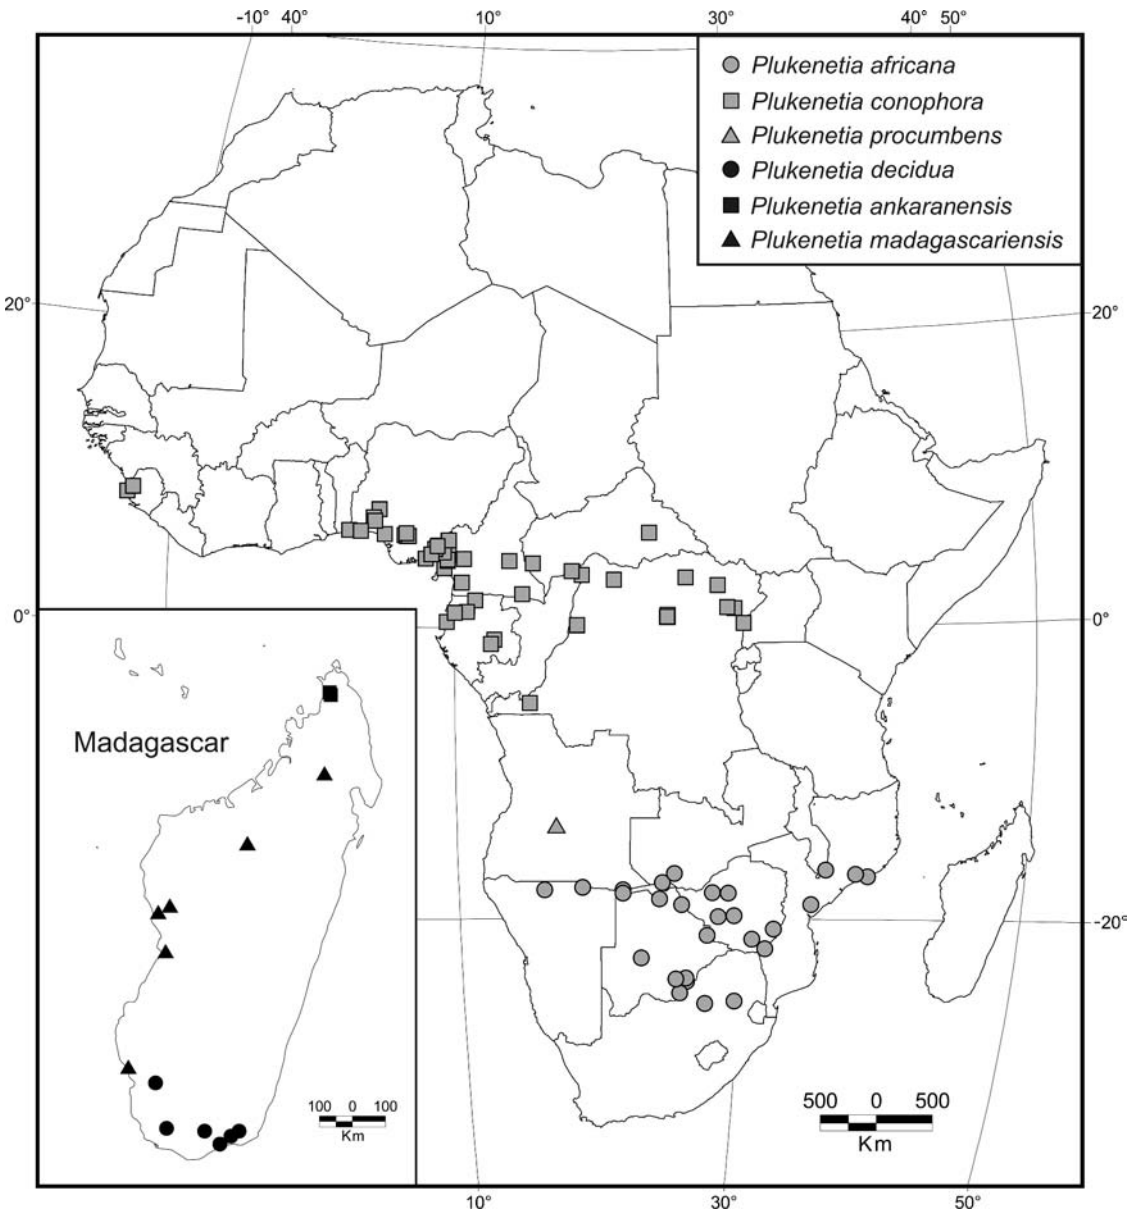 -10° 40° 10° 30° 40° 50°
Plukenetia africana
Plukenetia conophora
Plukenetia procumbens
Plukenetia decidua
Plukenetia ankaranensis
Plukenetia madagascariensis
20° 20°
0° 0°
Madagascar
-20°
100 0 100
Km
500 0 500
Km
10° 30° 50°